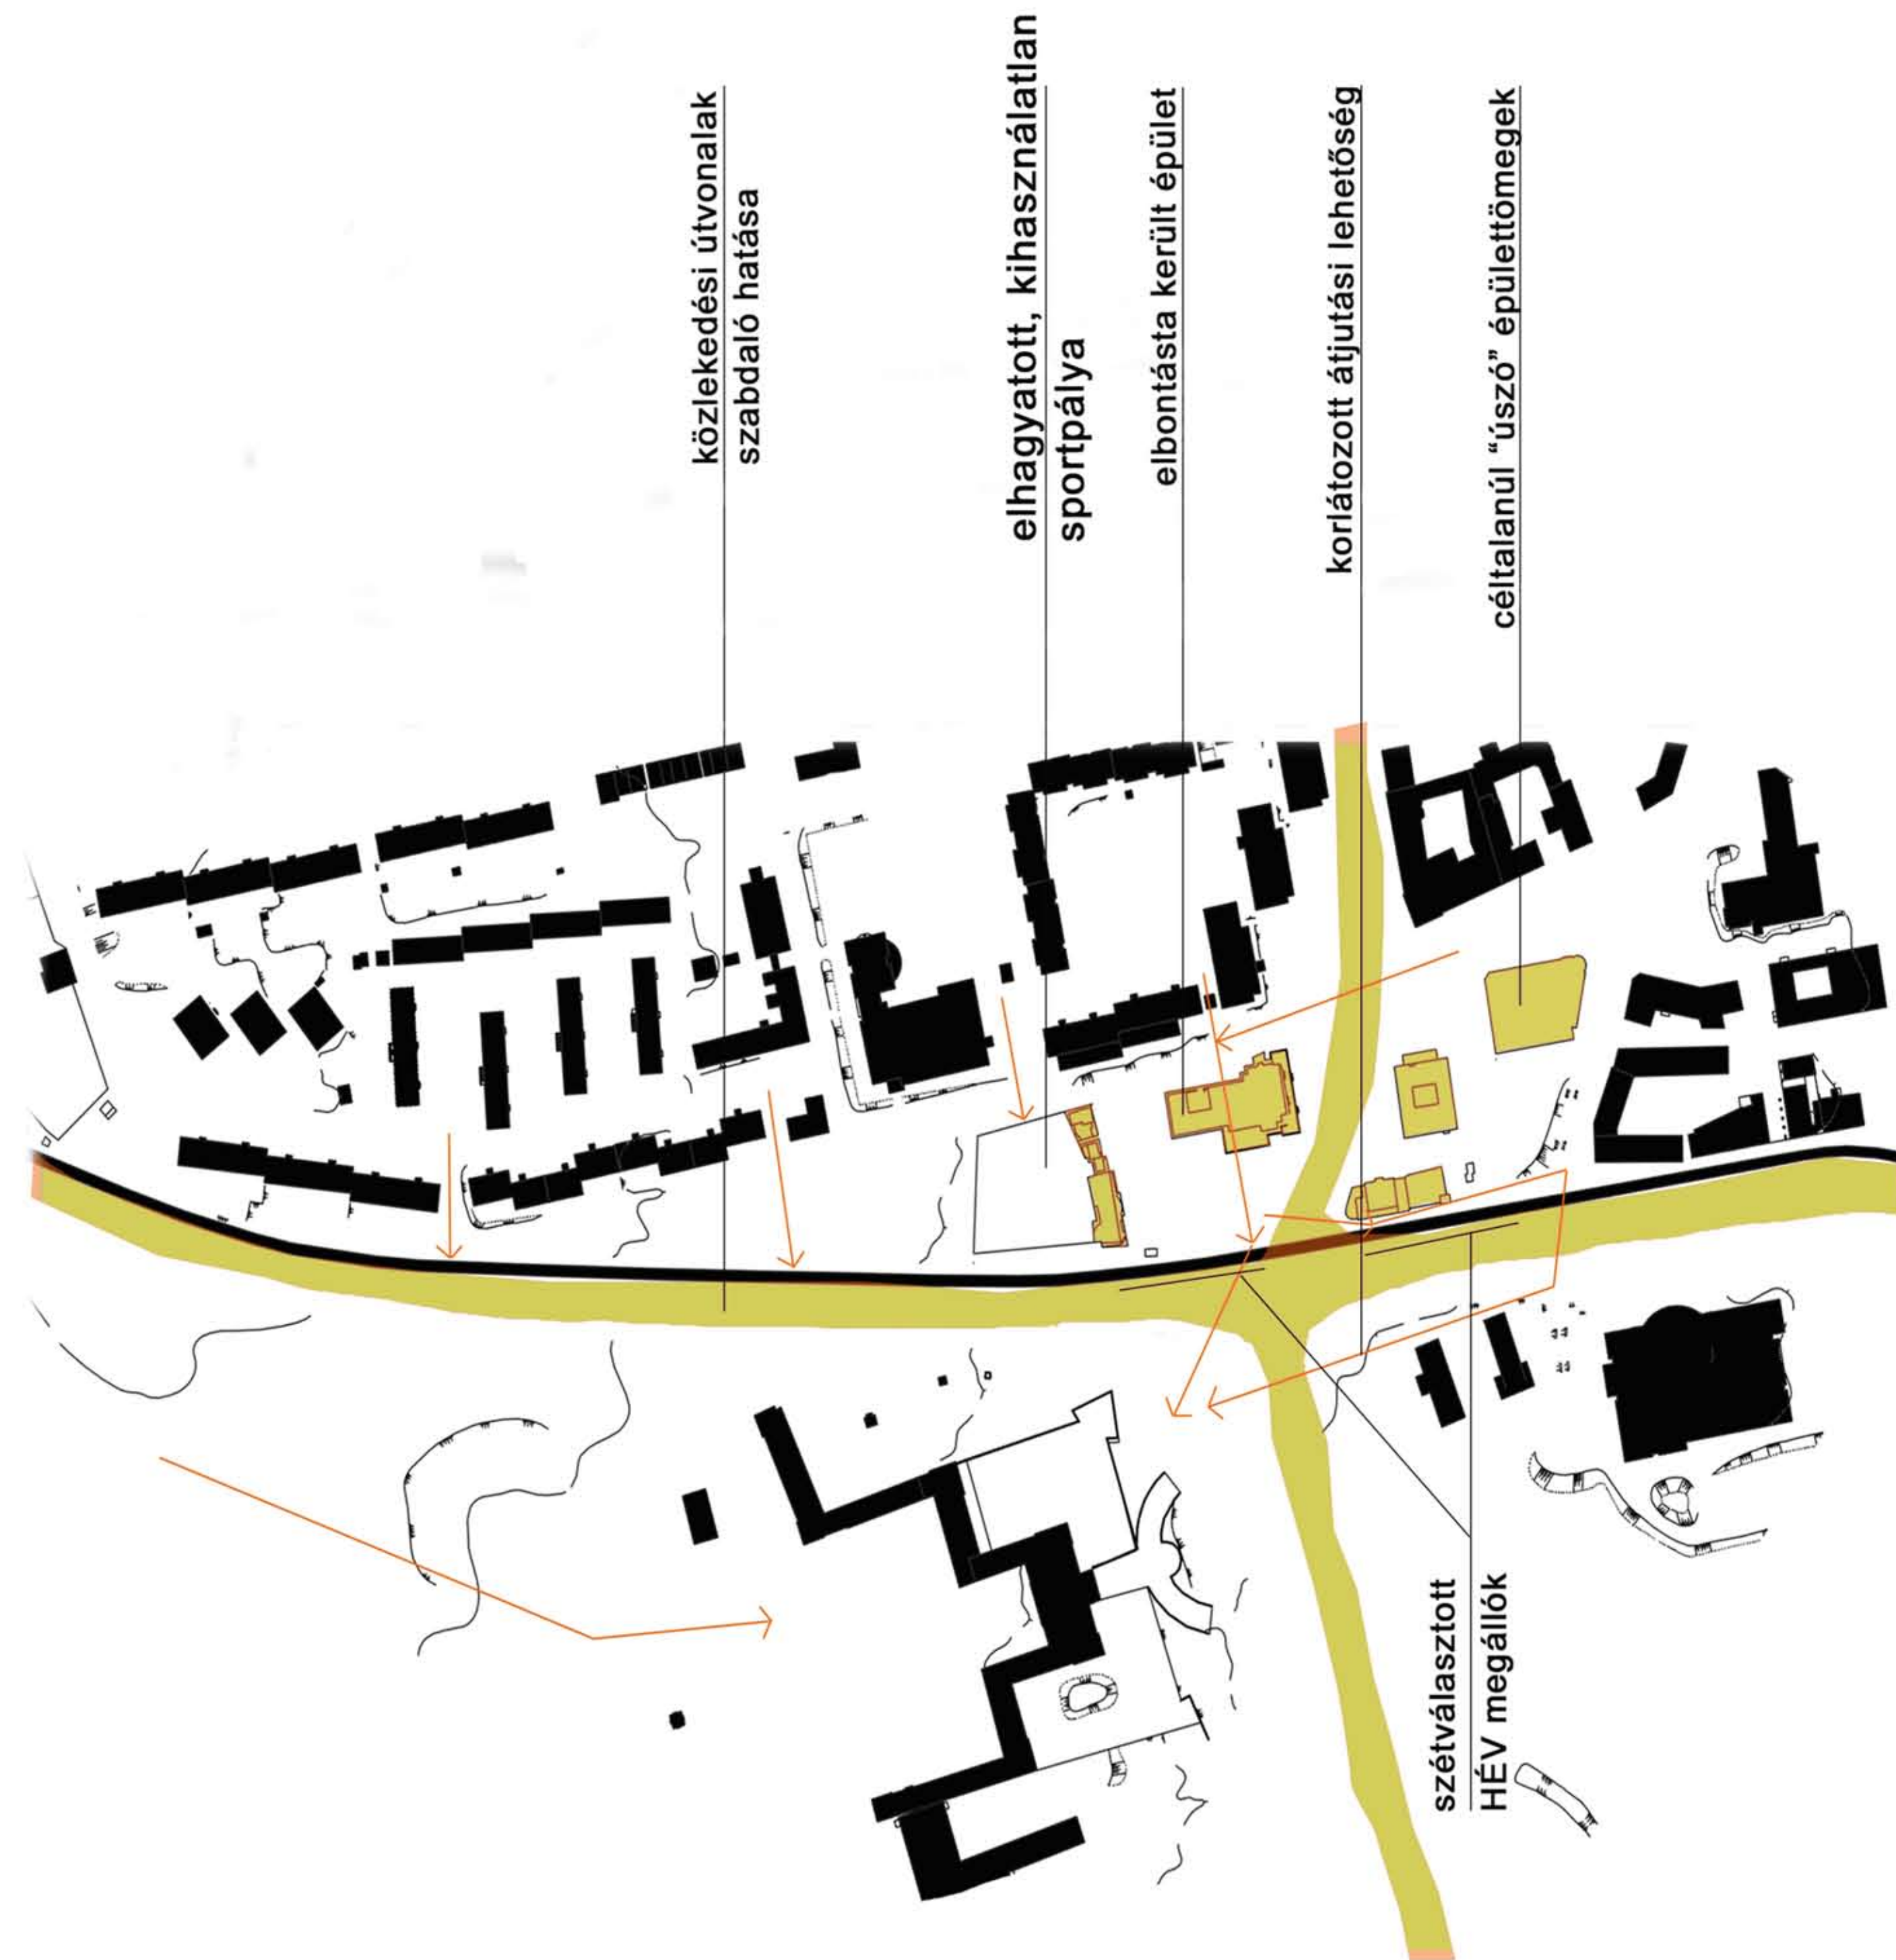 közlekedési útvonalak
szabdaló hatása
elhagyatott, kihasználatlan
sportpálya
elbontásta került épület
korlátozott átjutási lehetőség
céltalanúl “úszó” épülettömegek
szétválasztott
HÉV megállók